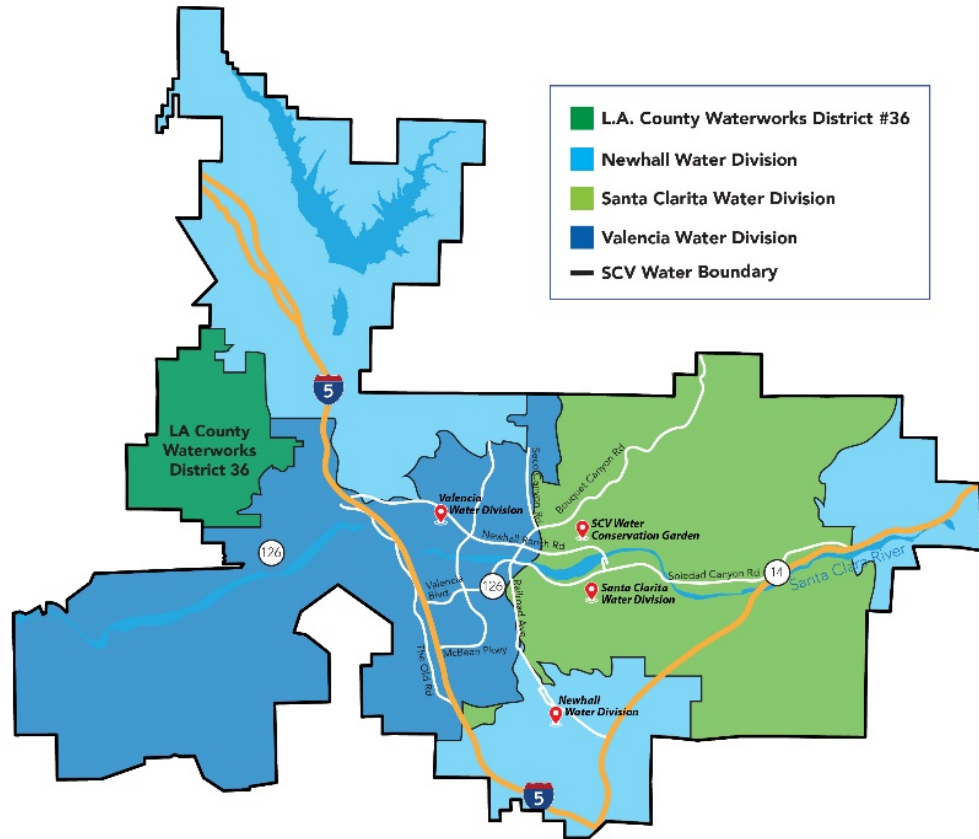 L.A. County Waterworks District #36
Newhall Water Division
Santa Clarita Water Division
Valencia Water Division
SCV Water Boundary
5
LA County
Waterworks
District 36
Bouquet Canyon Rd
Seco Canyon Rd
Valencia
Water Division
SCV Water
Conservation Garden
Newhall Ranch Rd
126
Soledad Canyon Rd
14
Santa Clara River
Valencia
Blvd
126
Santa Clarita
Water Division
Railroad Ave
McBean Pkwy
The Old Rd
Newhall
Water Division
5